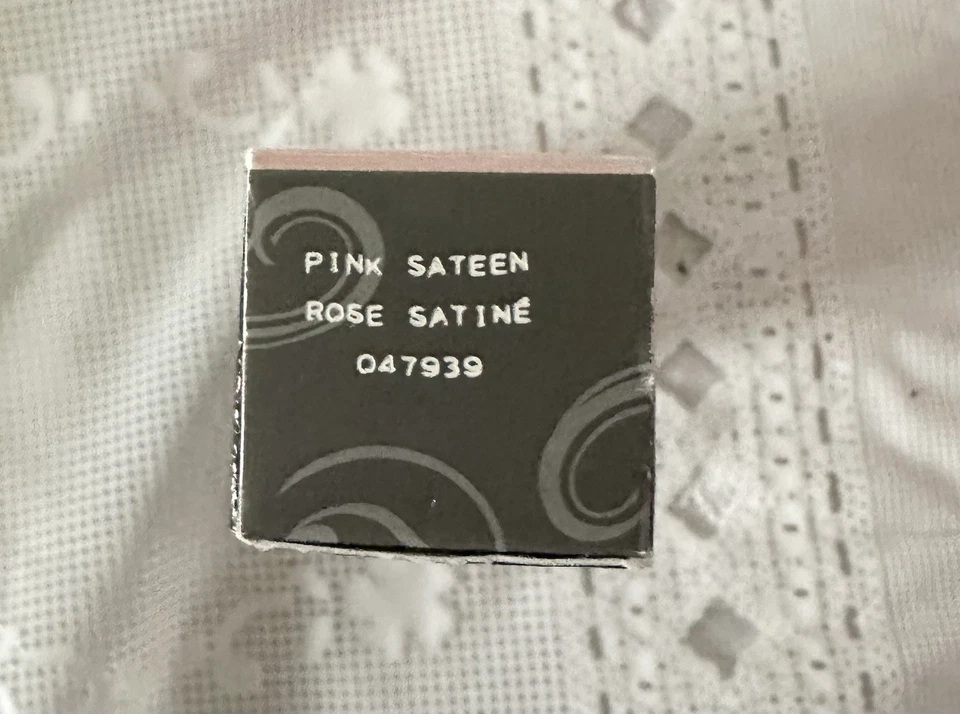 PINK SATEEN
ROSE SATINÉ
047939